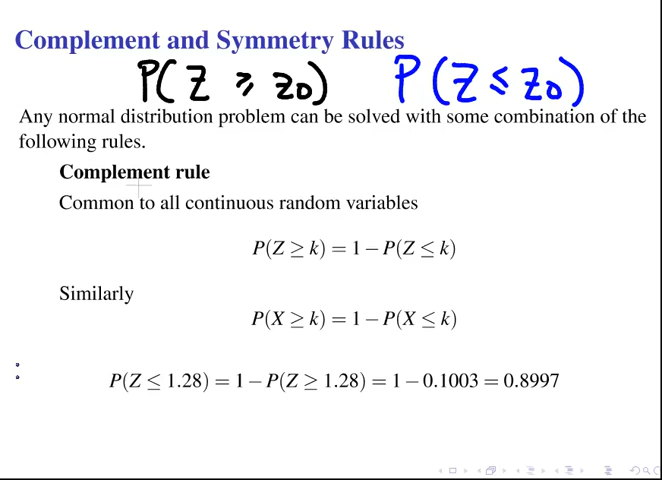 Complement and Symmetry Rules
P(Z ≥ z0) P(Z ≤ z0)
Any normal distribution problem can be solved with some combination of the
following rules.
Complement rule
Common to all continuous random variables
P(Z ≥ k) = 1 − P(Z ≤ k)
Similarly
P(X ≥ k) = 1 − P(X ≤ k)
P(Z ≤ 1.28) = 1 − P(Z ≥ 1.28) = 1 − 0.1003 = 0.8997